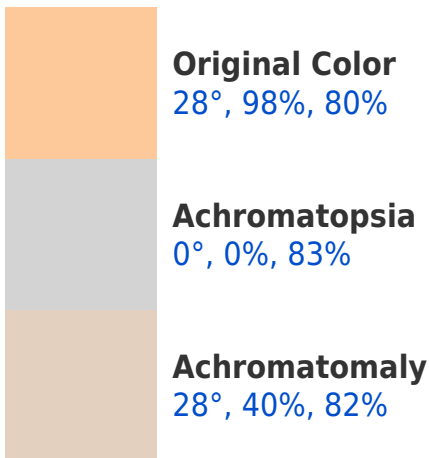 Original Color
28°, 98%, 80%
Achromatopsia
0°, 0%, 83%
Achromatomaly
28°, 40%, 82%